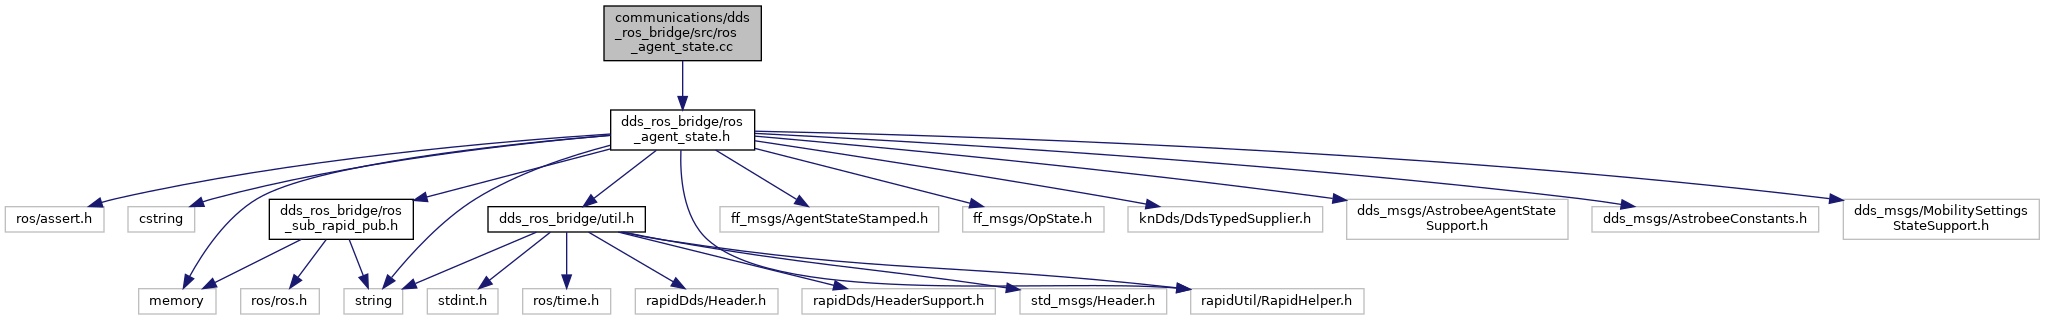 communications/dds
_ros_bridge/src/ros
_agent_state.cc
dds_ros_bridge/ros
_agent_state.h
ros/assert.h
cstring
dds_ros_bridge/ros
_sub_rapid_pub.h
dds_ros_bridge/util.h
ff_msgs/AgentStateStamped.h
ff_msgs/OpState.h
knDds/DdsTypedSupplier.h
dds_msgs/AstrobeeAgentState
Support.h
dds_msgs/AstrobeeConstants.h
dds_msgs/MobilitySettings
StateSupport.h
memory
ros/ros.h
string
stdint.h
ros/time.h
rapidDds/Header.h
rapidDds/HeaderSupport.h
std_msgs/Header.h
rapidUtil/RapidHelper.h